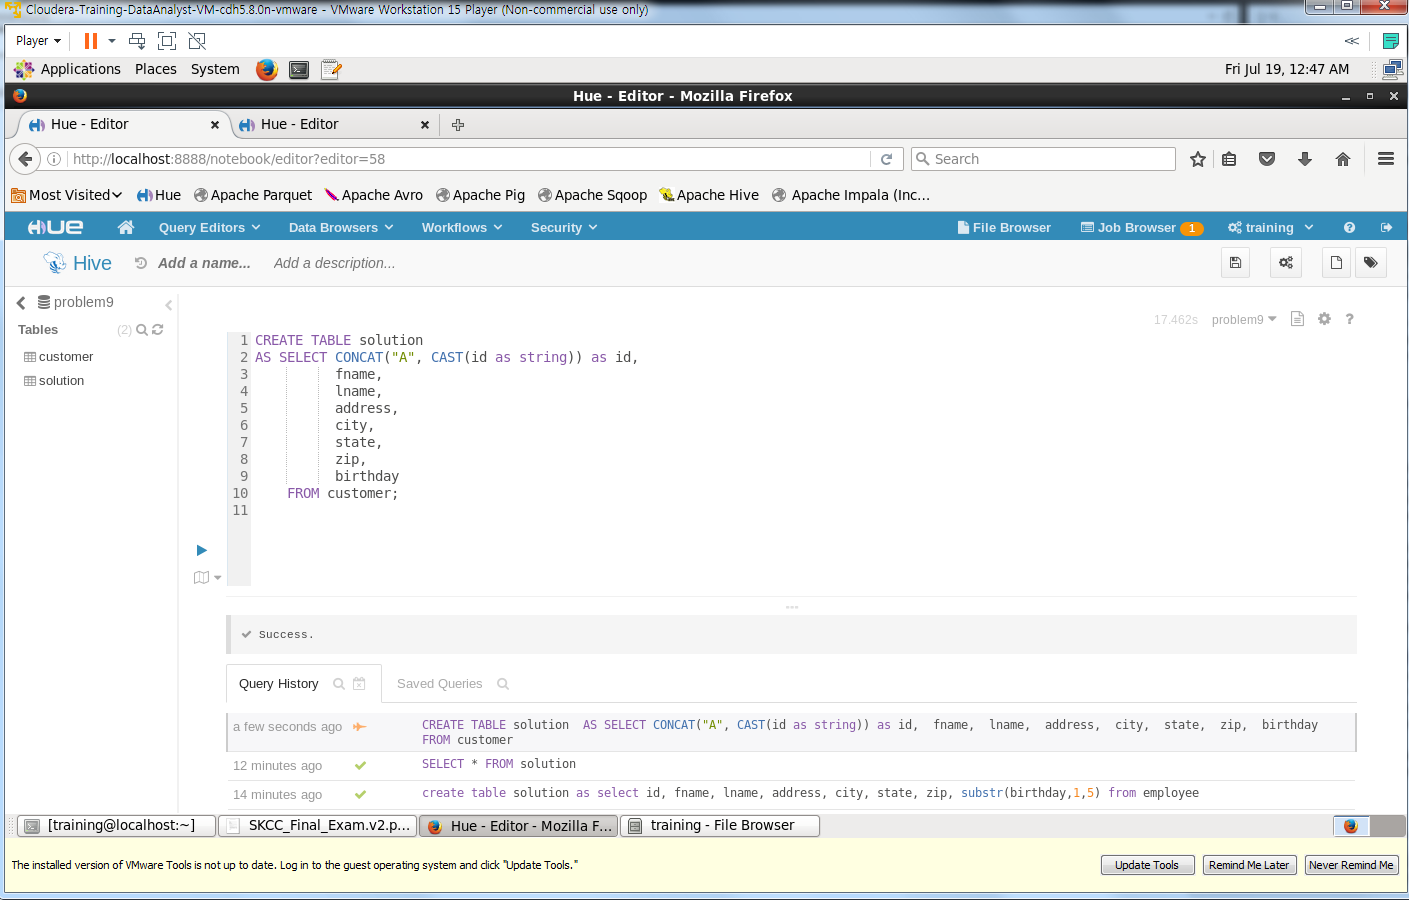 Cloudera-Training-DataAnalyst-VM-cdh5.8.0n-vmware - VMware Workstation 15 Player (Non-commercial use only)
Player
Applications Places System Fri Jul 19, 12:47 AM
Hue - Editor - Mozilla Firefox
Hue - Editor Hue - Editor
http://localhost:8888/notebook/editor?editor=58 Search
Most Visited Hue Apache Parquet Apache Avro Apache Pig Apache Sqoop Apache Hive Apache Impala (Inc...
HUE Query Editors Data Browsers Workflows Security File Browser Job Browser 1 training
Hive Add a name... Add a description...
problem9
17.462s problem9 ?
Tables (2)
customer
solution
1 CREATE TABLE solution
2 AS SELECT CONCAT("A", CAST(id as string)) as id,
3 fname,
4 lname,
5 address,
6 city,
7 state,
8 zip,
9 birthday
10 FROM customer;
11
Success.
Query History Saved Queries
a few seconds ago CREATE TABLE solution AS SELECT CONCAT("A", CAST(id as string)) as id, fname, lname, address, city, state, zip, birthday
FROM customer
12 minutes ago SELECT * FROM solution
14 minutes ago create table solution as select id, fname, lname, address, city, state, zip, substr(birthday,1,5) from employee
[training@localhost:~] SKCC_Final_Exam.v2.p... Hue - Editor - Mozilla F... training - File Browser
The installed version of VMware Tools is not up to date. Log in to the guest operating system and click "Update Tools." Update Tools Remind Me Later Never Remind Me